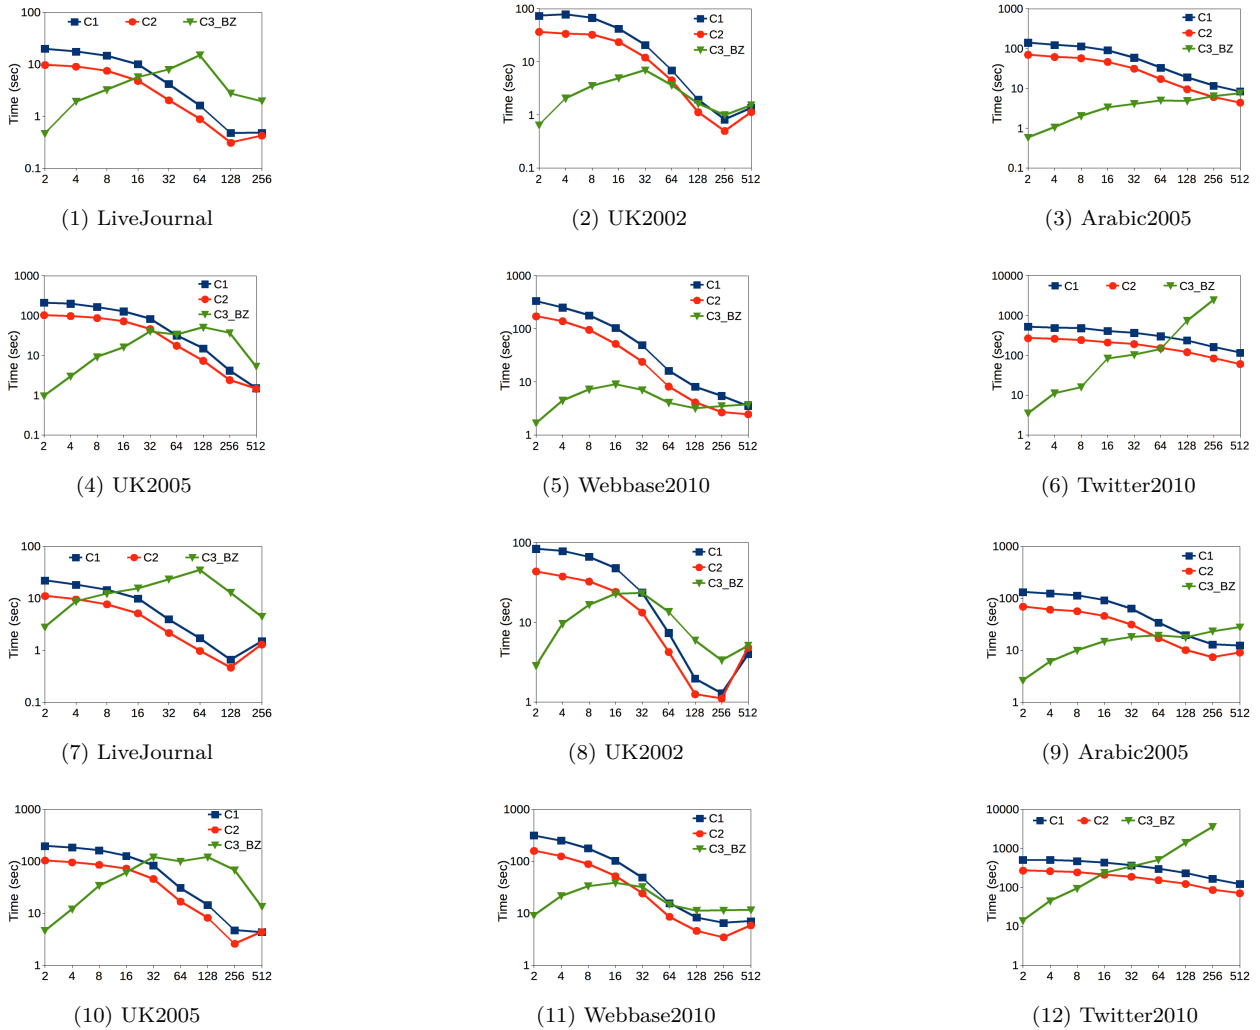 100
10
1
0.1
Time (sec)
C1 C2 C3_BZ
2 4 8 16 32 64 128 256
(1) LiveJournal
100
10
1
0.1
Time (sec)
C1
C2
C3_BZ
2 4 8 16 32 64 128 256 512
(2) UK2002
1000
100
10
1
0.1
Time (sec)
C1
C2
C3_BZ
2 4 8 16 32 64 128 256 512
(3) Arabic2005
1000
100
10
1
0.1
Time (sec)
C1
C2
C3_BZ
2 4 8 16 32 64 128 256 512
(4) UK2005
1000
100
10
1
Time (sec)
C1
C2
C3_BZ
2 4 8 16 32 64 128 256 512
(5) Webbase2010
10000
1000
100
10
1
Time (sec)
C1 C2 C3_BZ
2 4 8 16 32 64 128 256 512
(6) Twitter2010
100
10
1
0.1
Time (sec)
C1 C2 C3_BZ
2 4 8 16 32 64 128 256
(7) LiveJournal
100
10
1
Time (sec)
C1
C2
C3_BZ
2 4 8 16 32 64 128 256 512
(8) UK2002
1000
100
10
1
Time (sec)
C1
C2
C3_BZ
2 4 8 16 32 64 128 256 512
(9) Arabic2005
1000
100
10
1
Time (sec)
C1
C2
C3_BZ
2 4 8 16 32 64 128 256 512
(10) UK2005
1000
100
10
1
Time (sec)
C1
C2
C3_BZ
2 4 8 16 32 64 128 256 512
(11) Webbase2010
10000
1000
100
10
1
Time (sec)
C1 C2 C3_BZ
2 4 8 16 32 64 128 256 512
(12) Twitter2010